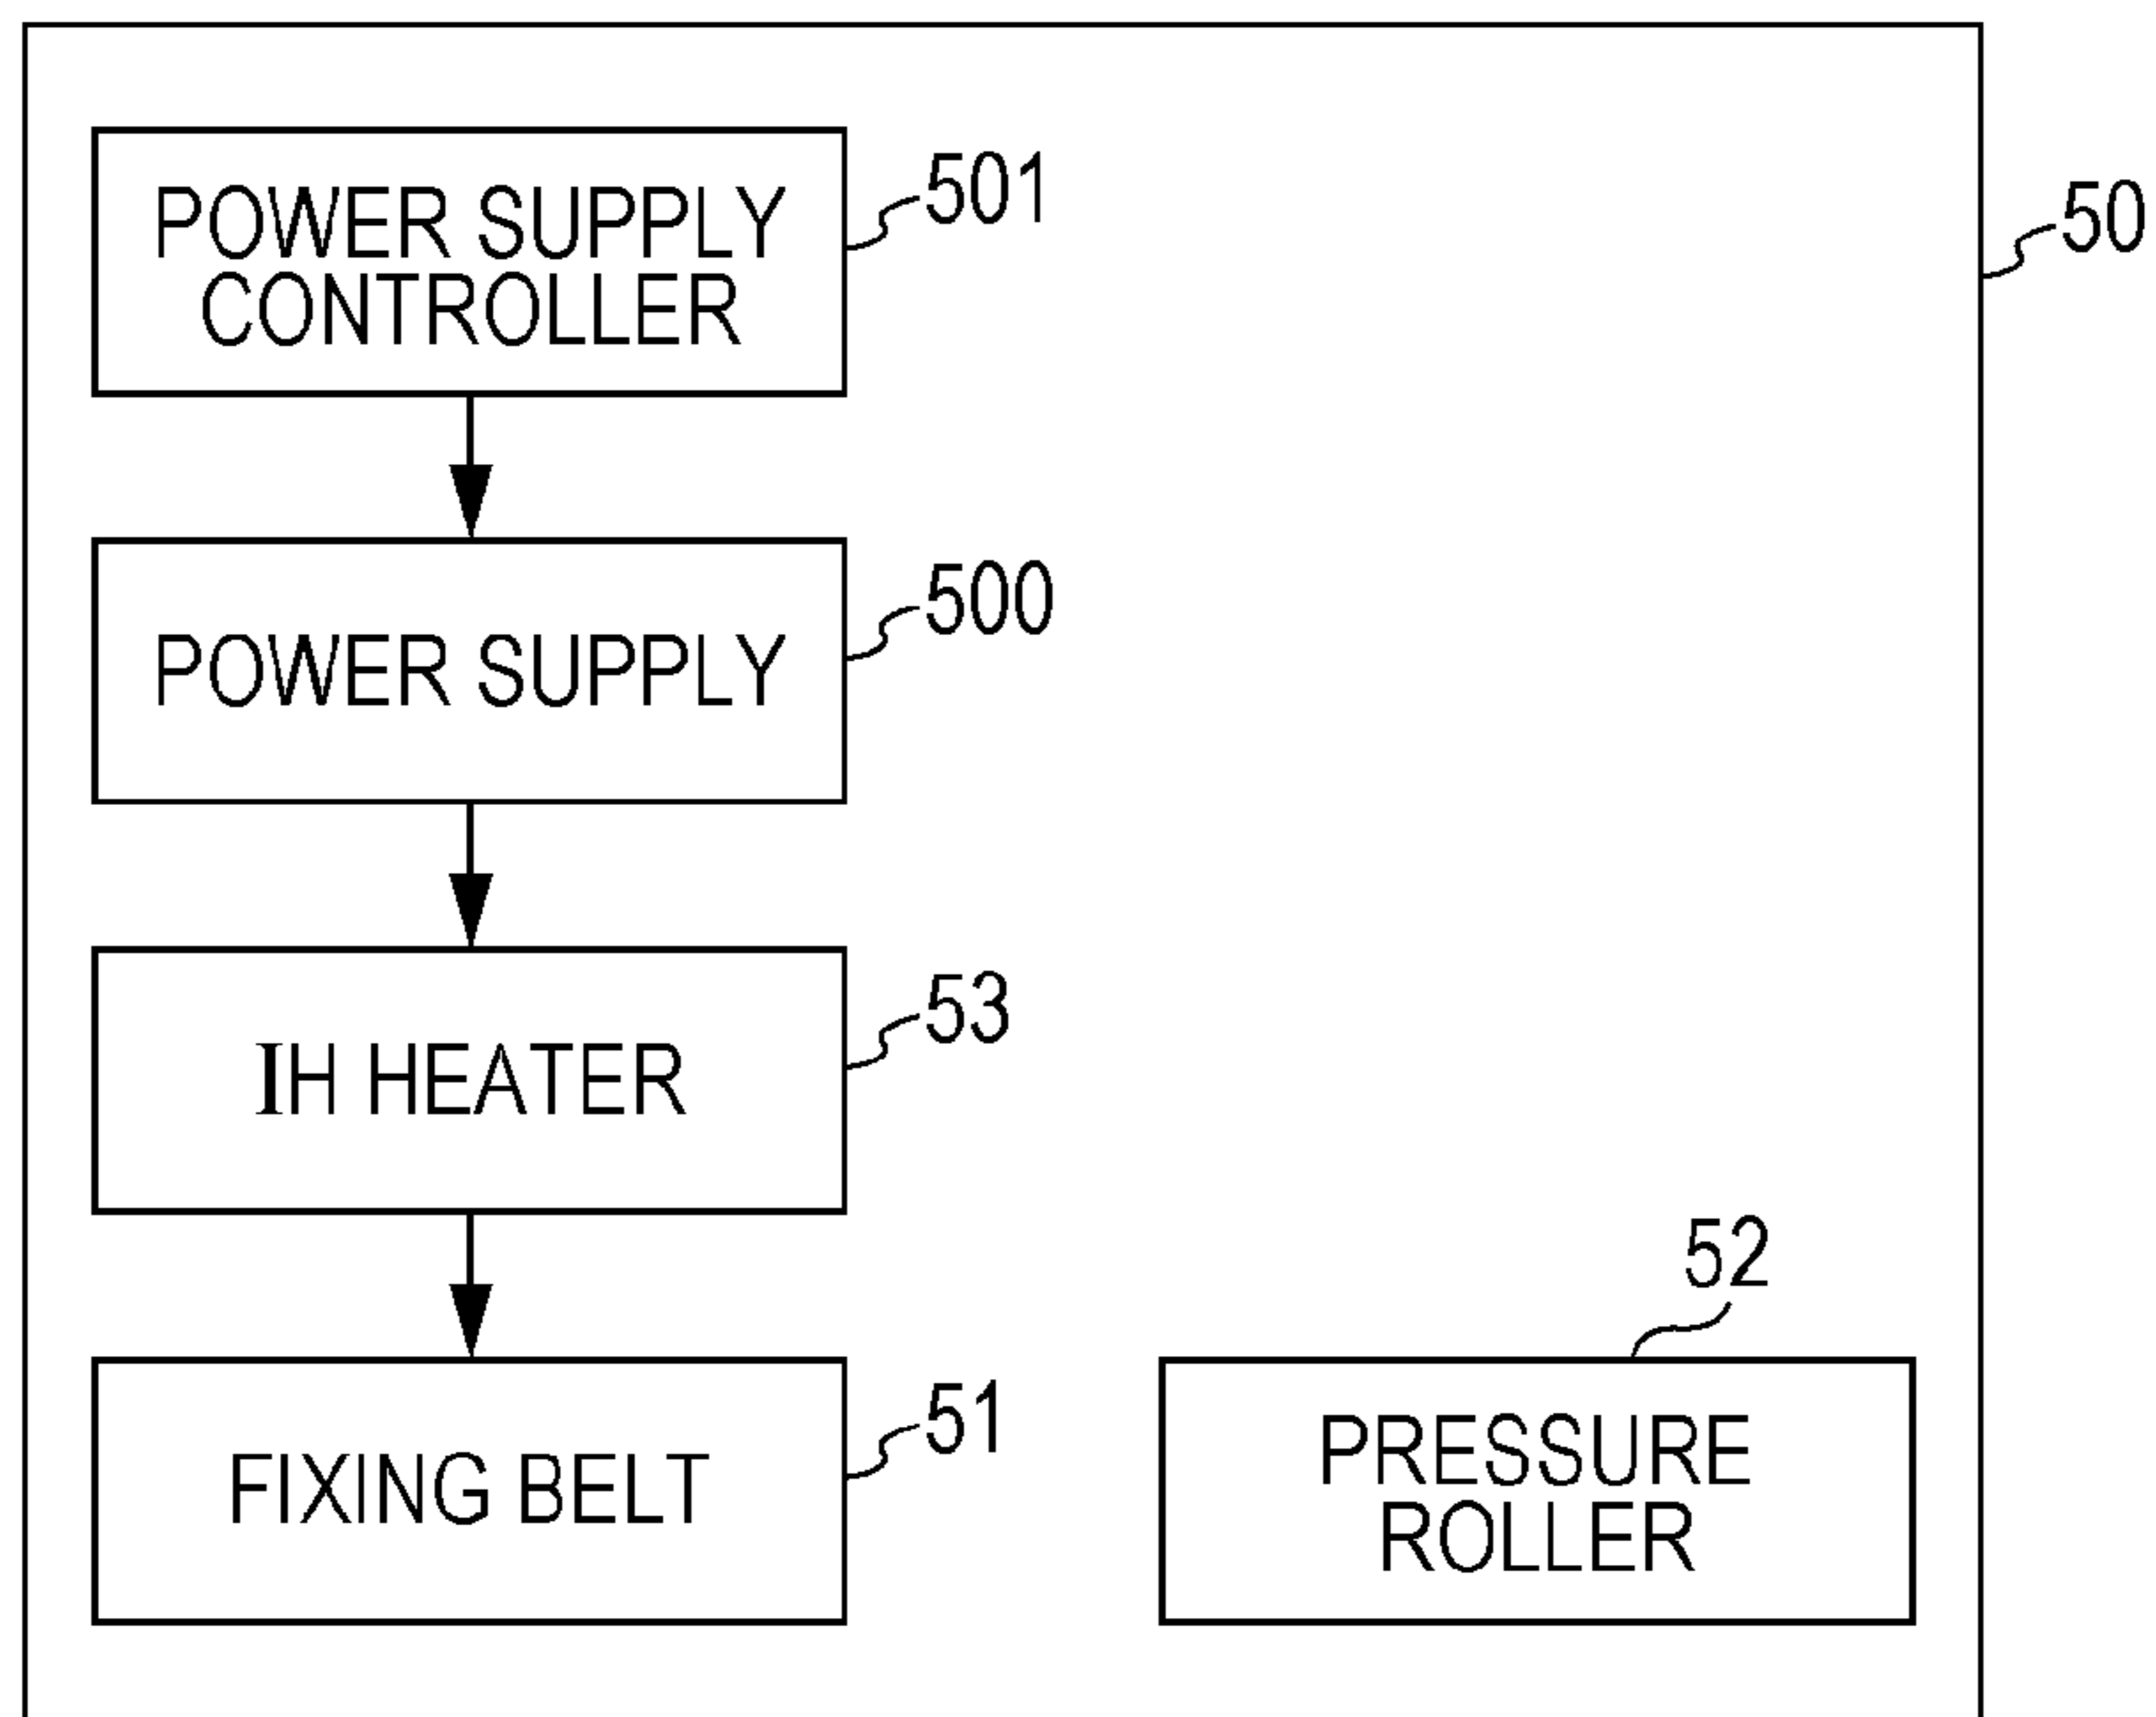 POWER SUPPLY
CONTROLLER
501
50
POWER SUPPLY
500
IH HEATER
53
52
FIXING BELT
51
PRESSURE
ROLLER